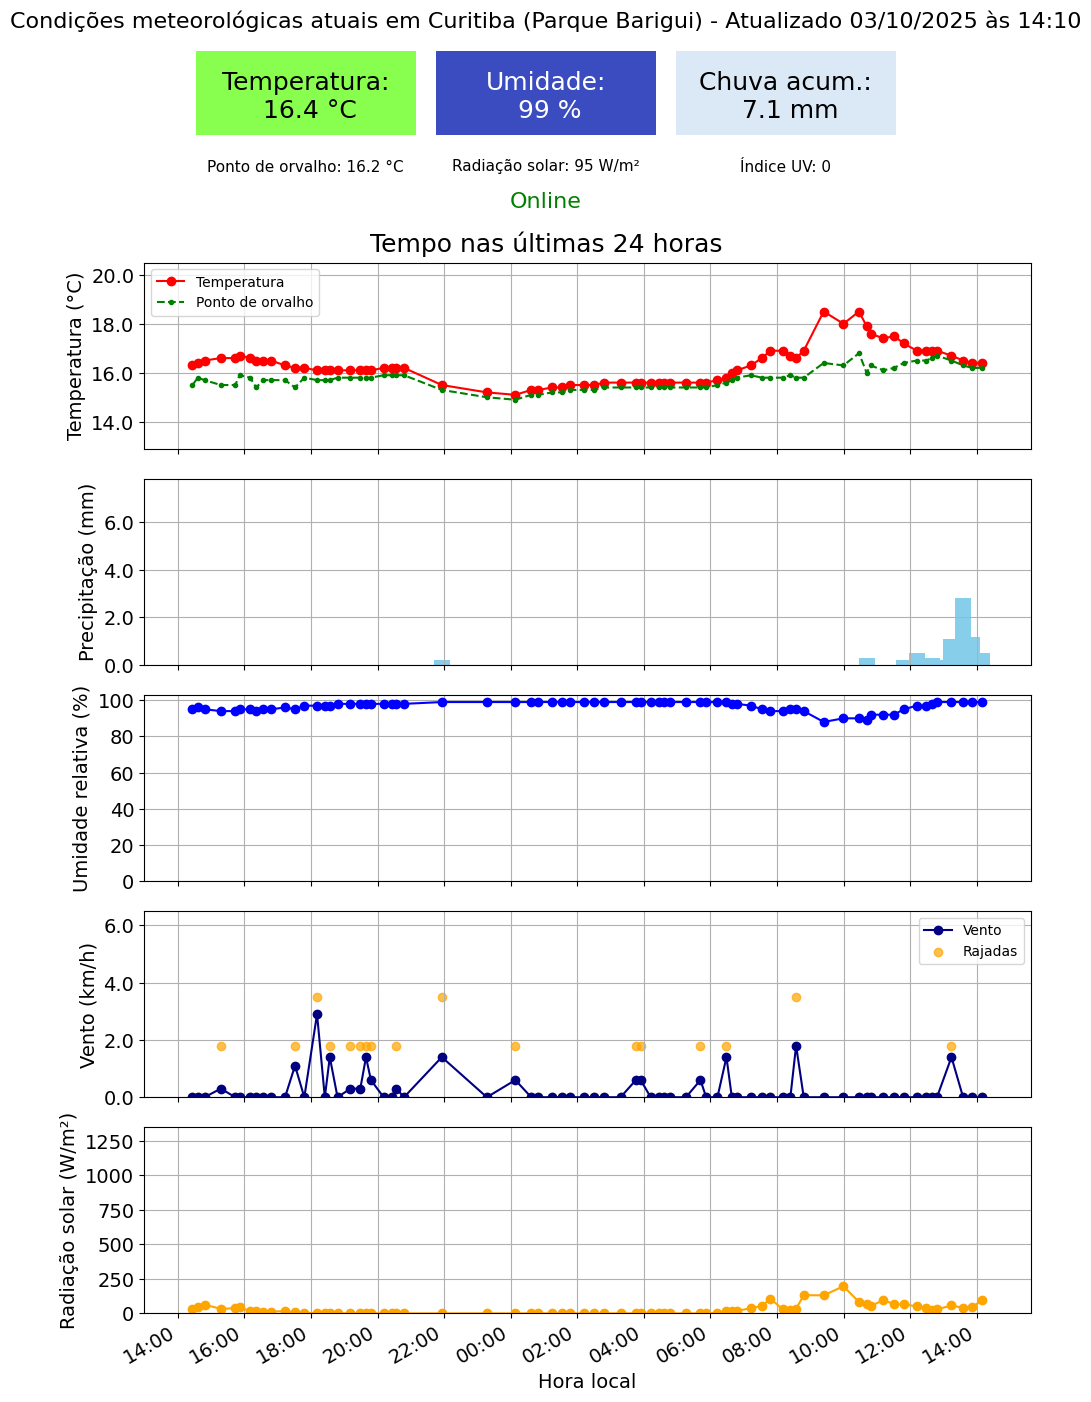 Condições meteorológicas atuais em Curitiba (Parque Barigui) - Atualizado 03/10/2025 às 14:10
Temperatura:
16.4 °C
Umidade:
99 %
Chuva acum.:
7.1 mm
Ponto de orvalho: 16.2 °C
Radiação solar: 95 W/m²
Índice UV: 0
Online
Tempo nas últimas 24 horas
Temperatura (°C)
20.0
18.0
16.0
14.0
Temperatura
Ponto de orvalho
Precipitação (mm)
6.0
4.0
2.0
0.0
Umidade relativa (%)
100
80
60
40
20
0
Vento (km/h)
6.0
4.0
2.0
0.0
Vento
Rajadas
Radiação solar (W/m²)
1250
1000
750
500
250
0
14:00
16:00
18:00
20:00
22:00
00:00
02:00
04:00
06:00
08:00
10:00
12:00
14:00
Hora local